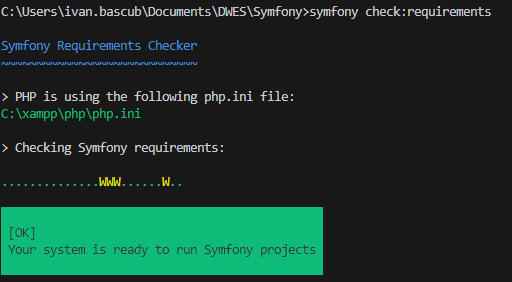 C:\Users\ivan.bascub\Documents\DWES\Symfony>symfony check:requirements
Symfony Requirements Checker
~~~~~~~~~~~~~~~~~~~~~~~~~~~~
> PHP is using the following php.ini file:
C:\xampp\php\php.ini
> Checking Symfony requirements:
..............WWW......W..
[OK]
Your system is ready to run Symfony projects